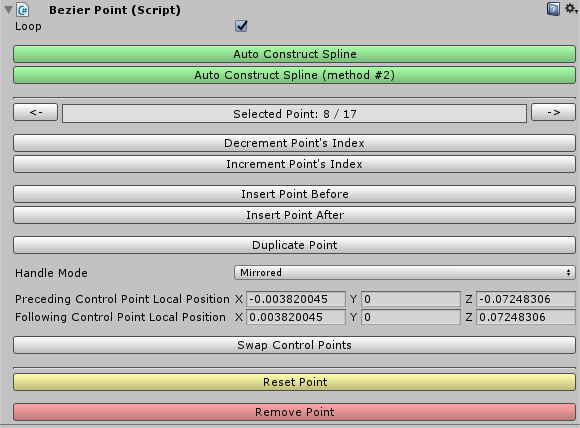 Bezier Point (Script)
Loop
Auto Construct Spline
Auto Construct Spline (method #2)
<- Selected Point: 8 / 17 ->
Decrement Point's Index
Increment Point's Index
Insert Point Before
Insert Point After
Duplicate Point
Handle Mode Mirrored
Preceding Control Point Local Position X -0.003820045 Y 0 Z -0.07248306
Following Control Point Local Position X 0.003820045 Y 0 Z 0.07248306
Swap Control Points
Reset Point
Remove Point